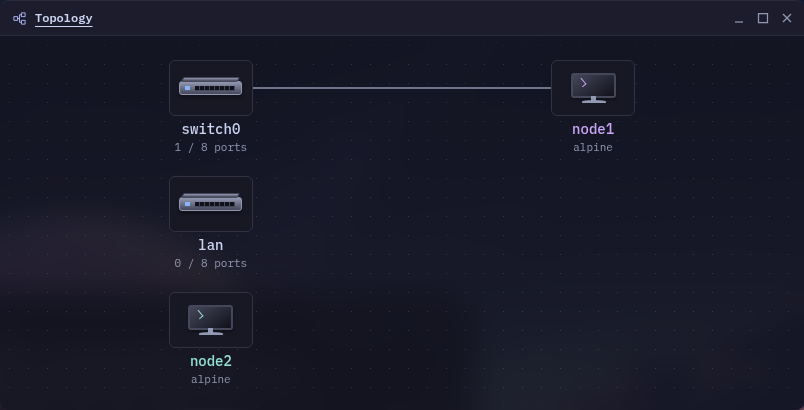 Topology
switch0
1 / 8 ports
node1
alpine
lan
0 / 8 ports
node2
alpine